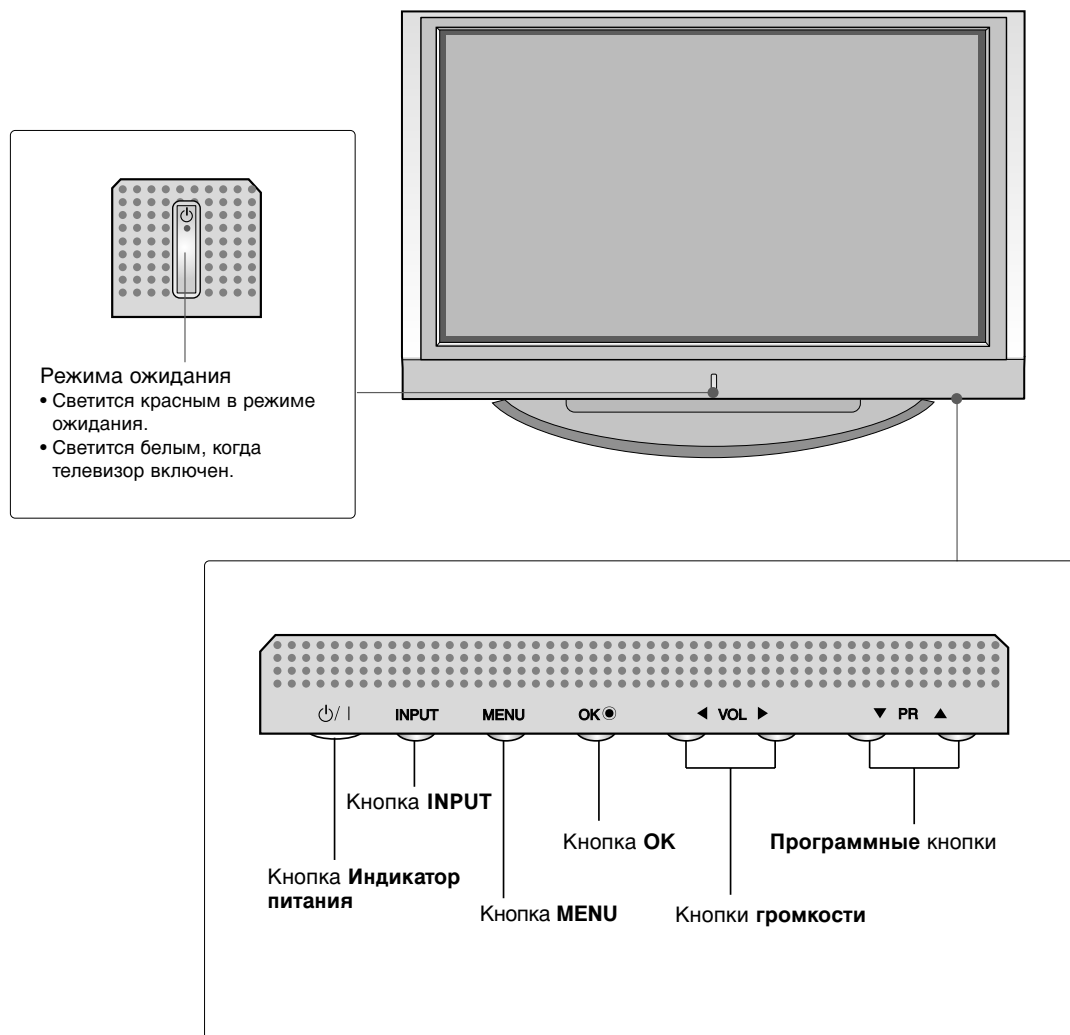 Режима ожидания
• Светится красным в режиме
ожидания.
• Светится белым, когда
телевизор включен.
⏻/ I INPUT MENU OK◉ ◀ VOL ▶ ▼ PR ▲
Кнопка INPUT
Кнопка OK
Программные кнопки
Кнопка Индикатор
питания
Кнопка MENU
Кнопки громкости